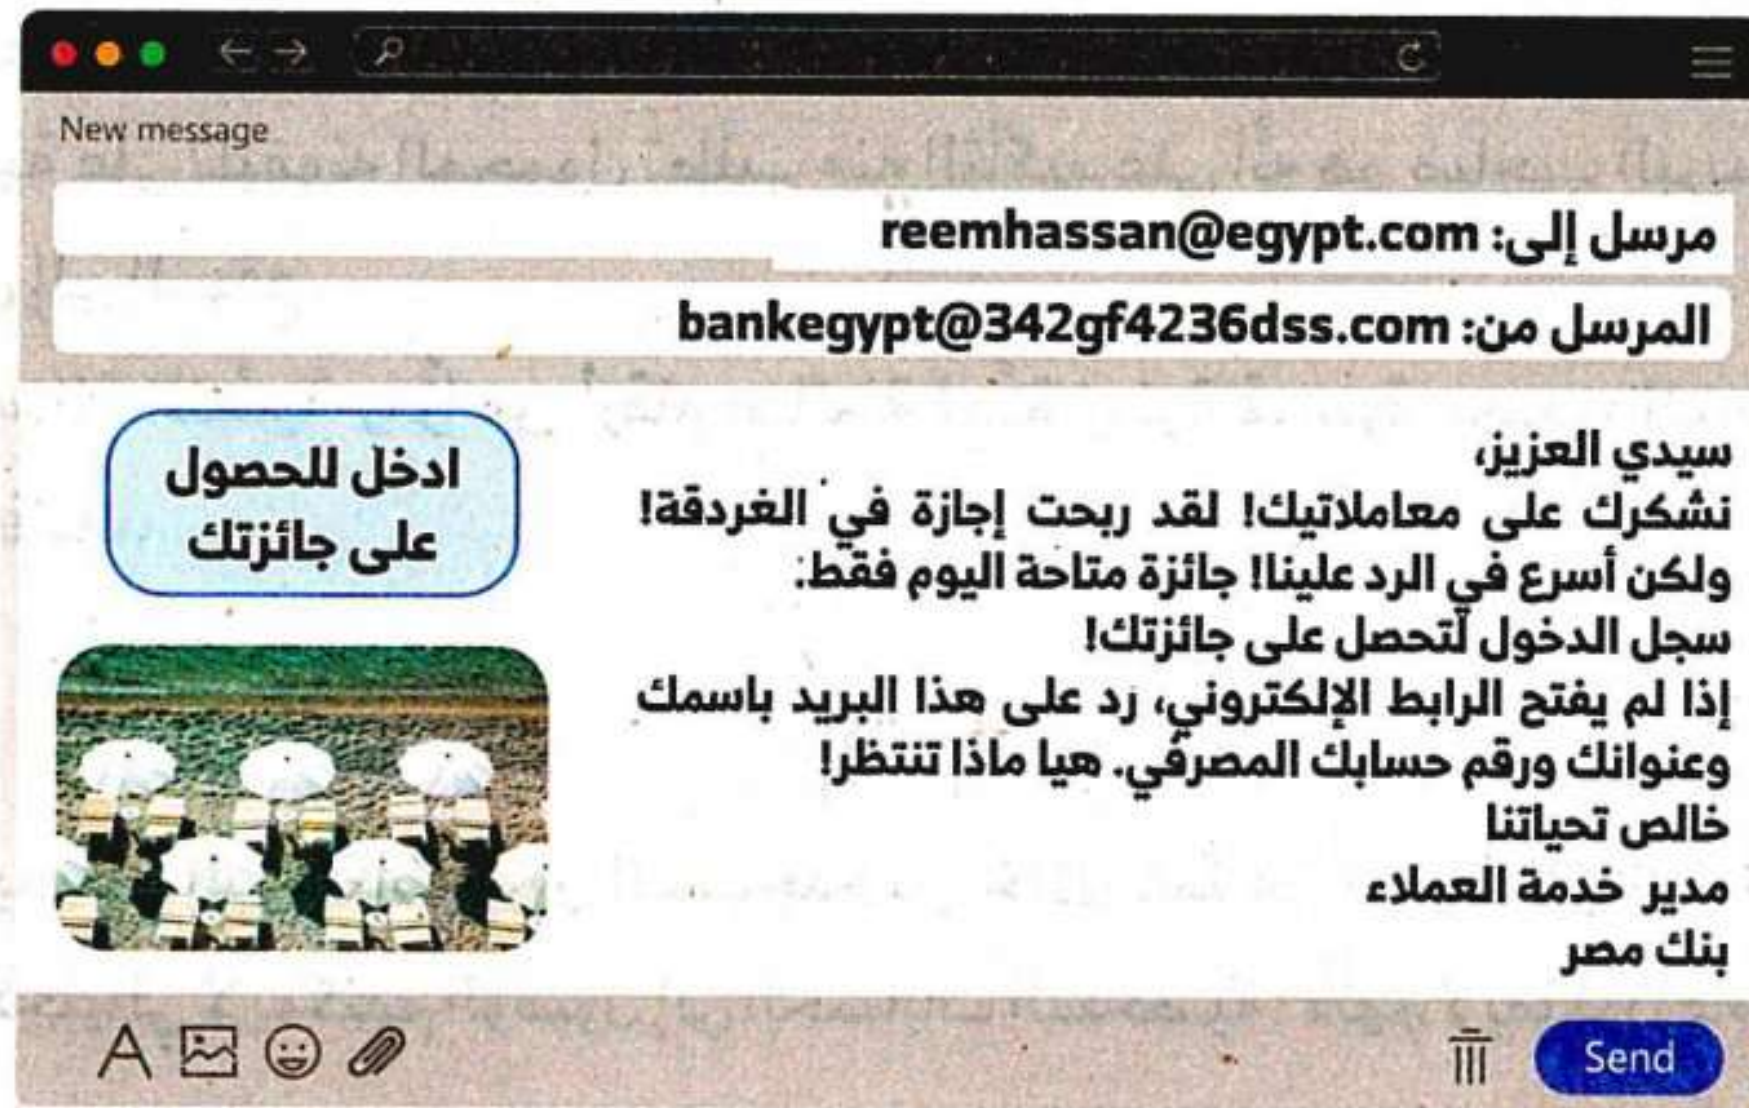 New message
مرسل إلى: reemhassan@egypt.com
المرسل من: bankegypt@342gf4236dss.com
سيدي العزيز،
نشكرك على معاملاتيك! لقد ربحت إجازة في الغردقة!
ولكن أسرع في الرد علينا! جائزة متاحة اليوم فقط:
سجل الدخول لتحصل على جائزتك!
إذا لم يفتح الرابط الإلكتروني، رد على هذا البريد باسمك
وعنوانك ورقم حسابك المصرفي. هيا ماذا تنتظر!
خالص تحياتنا
مدير خدمة العملاء
بنك مصر
ادخل للحصول
على جائزتك
Send